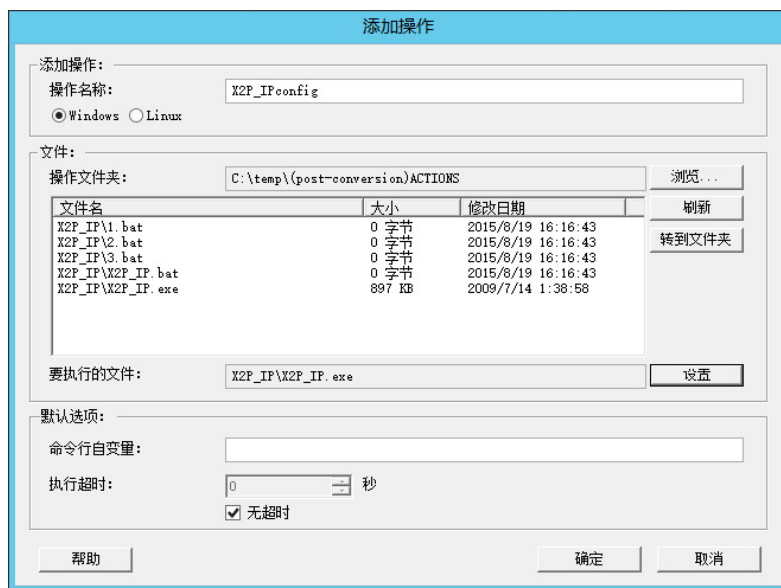 添加操作
添加操作:
操作名称: X2P_IPconfig
Windows Linux
文件:
操作文件夹: C:\temp\(post-conversion)ACTIONS 浏览...
文件名 大小 修改日期 刷新
X2P_IP\1.bat 0 字节 2015/8/19 16:16:43
X2P_IP\2.bat 0 字节 2015/8/19 16:16:43 转到文件夹
X2P_IP\3.bat 0 字节 2015/8/19 16:16:43
X2P_IP\X2P_IP.bat 0 字节 2015/8/19 16:16:43
X2P_IP\X2P_IP.exe 897 KB 2009/7/14 1:38:58
要执行的文件: X2P_IP\X2P_IP.exe 设置
默认选项:
命令行自变量:
执行超时: 0 秒
无超时
帮助 确定 取消